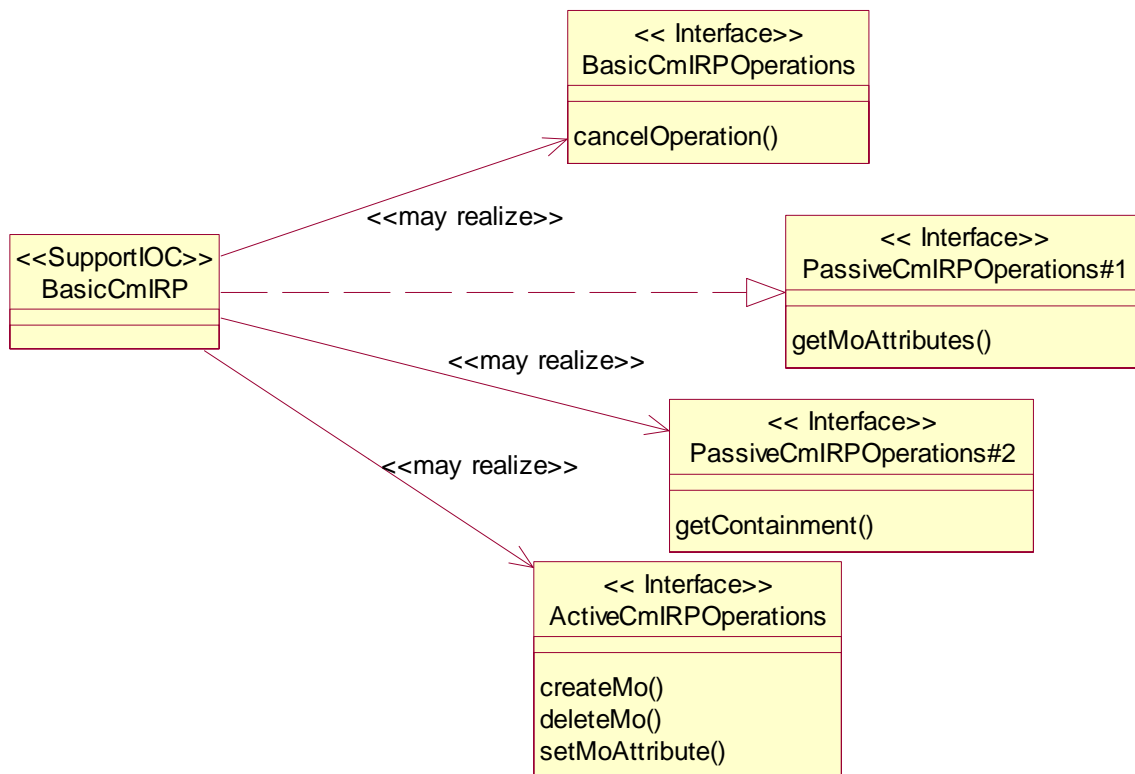 << Interface>>
BasicCmIRPOperations
cancelOperation()
<<may realize>>
<<SupportIOC>>
BasicCmIRP
<< Interface>>
PassiveCmIRPOperations#1
getMoAttributes()
<<may realize>>
<< Interface>>
PassiveCmIRPOperations#2
getContainment()
<<may realize>>
<< Interface>>
ActiveCmIRPOperations
createMo()
deleteMo()
setMoAttribute()